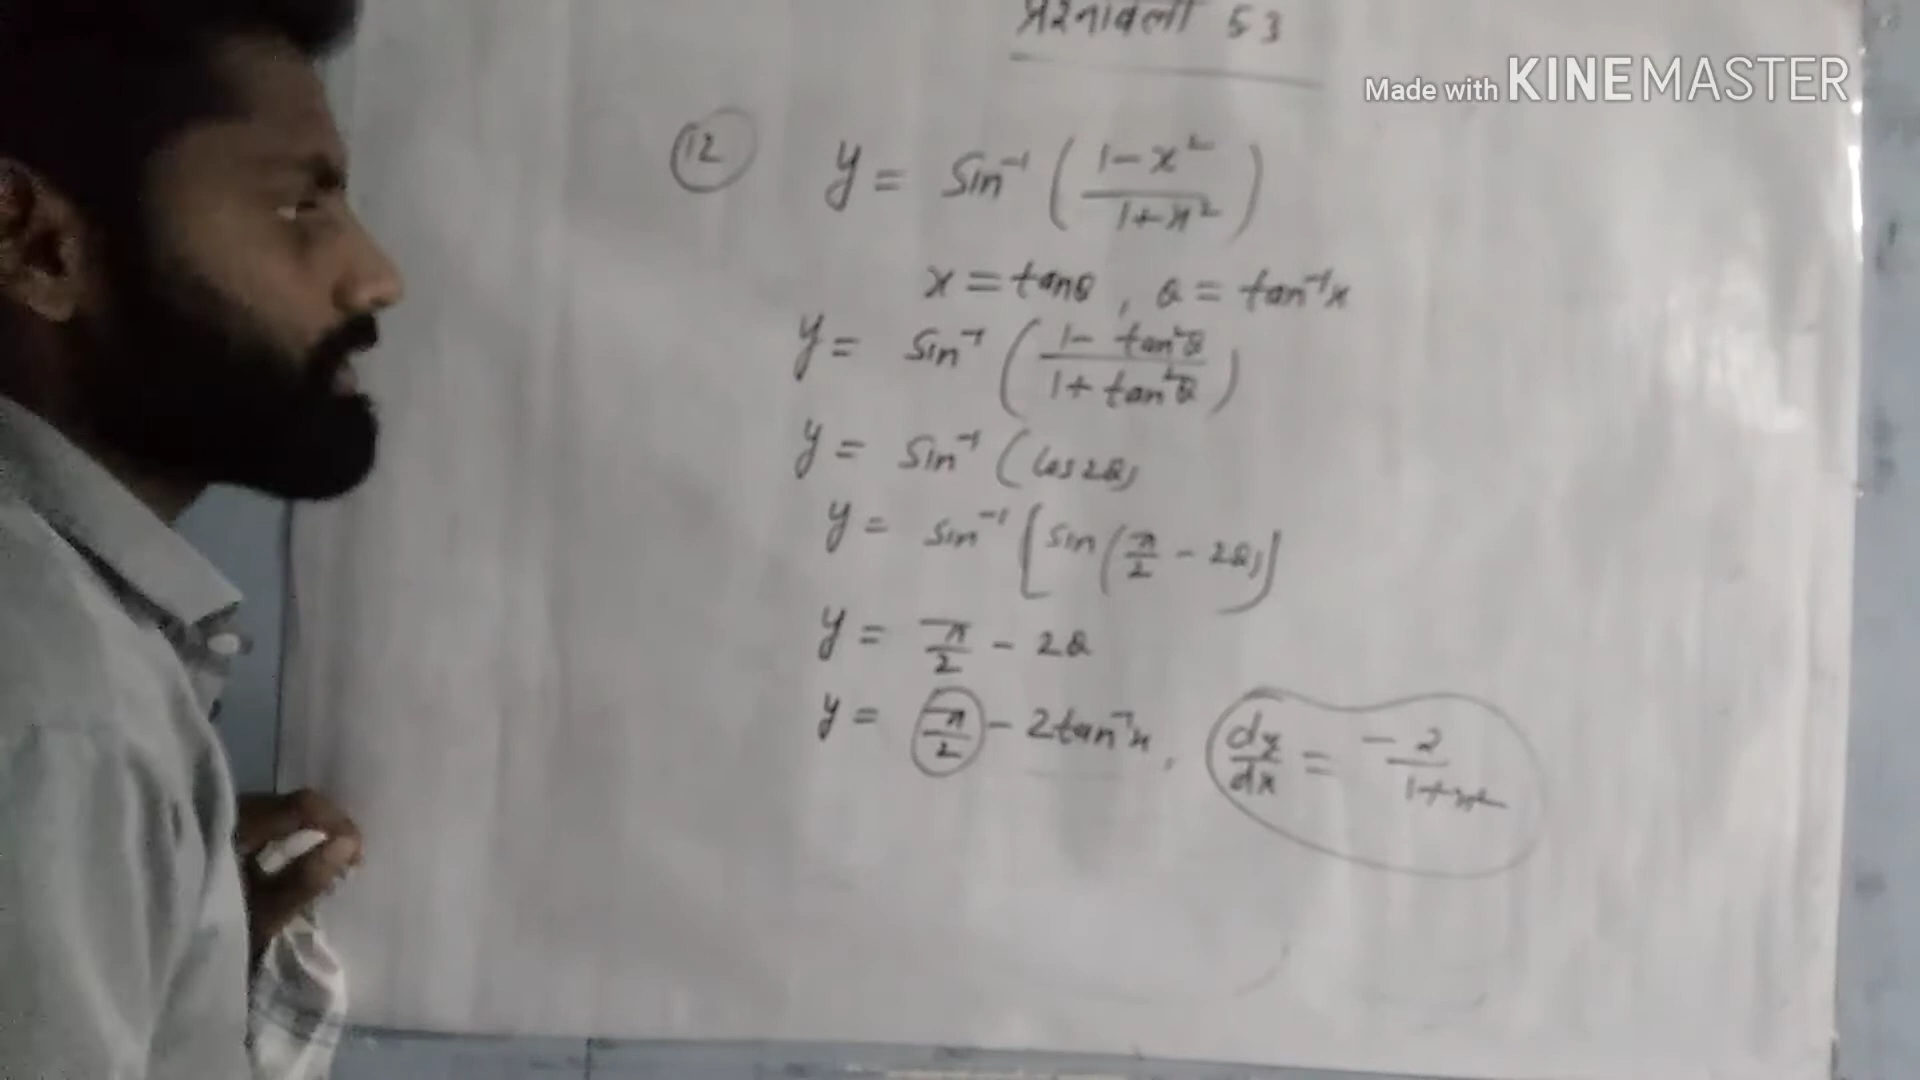 प्रश्नावली 5.3
Made with KINEMASTER
(12) y = Sin⁻¹ ( (1-x²)/(1+x²) )
x = tanθ , θ = tan⁻¹x
y = Sin⁻¹ ( (1- tan²θ)/(1+ tan²θ) )
y = Sin⁻¹ (Cos2θ)
y = Sin⁻¹ [sin(π/2 - 2θ)]
y = π/2 - 2θ
y = π/2 - 2tan⁻¹x , dy/dx = -2/(1+x²)